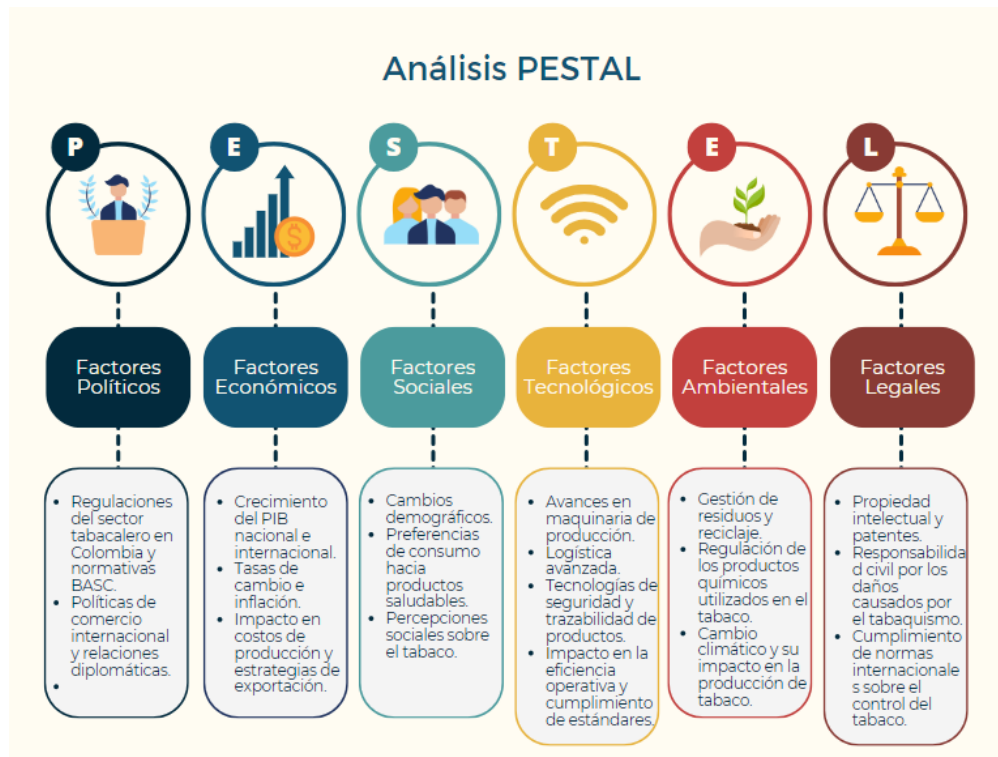 Análisis PESTAL
P
E
S
T
E
L
Factores
Políticos
Factores
Económicos
Factores
Sociales
Factores
Tecnológicos
Factores
Ambientales
Factores
Legales
• Regulaciones
del sector
tabacalero en
Colombia y
normativas
BASC.
• Políticas de
comercio
internacional
y relaciones
diplomáticas.
•
• Crecimiento
del PIB
nacional e
internacional.
• Tasas de
cambio e
inflación.
• Impacto en
costos de
producción y
estrategias de
exportación.
• Cambios
demográficos.
• Preferencias
de consumo
hacia
productos
saludables.
• Percepciones
sociales sobre
el tabaco.
• Avances en
maquinaria de
producción.
• Logística
avanzada.
• Tecnologías de
seguridad y
trazabilidad de
productos.
• Impacto en la
eficiencia
operativa y
cumplimiento
de estándares.
• Gestión de
residuos y
reciclaje.
• Regulación de
los productos
químicos
utilizados en el
tabaco.
• Cambio
climático y su
impacto en la
producción de
tabaco.
• Propiedad
intelectual y
patentes.
• Responsabilida
d civil por los
daños
causados por
el tabaquismo.
• Cumplimiento
de normas
internacionale
s sobre el
control del
tabaco.